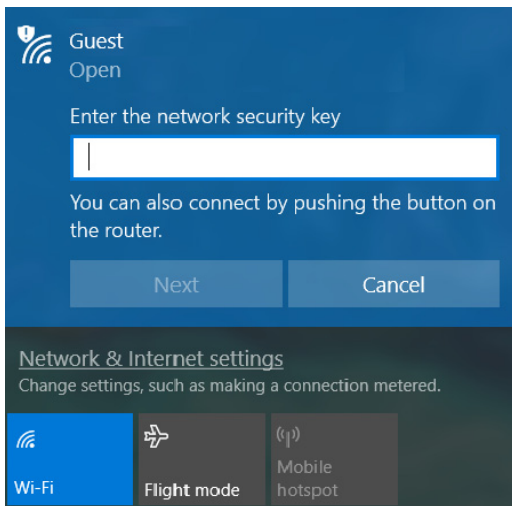 Guest
Open
Enter the network security key
You can also connect by pushing the button on
the router.
Next
Cancel
Network & Internet settings
Change settings, such as making a connection metered.
Wi-Fi
Flight mode
Mobile
hotspot